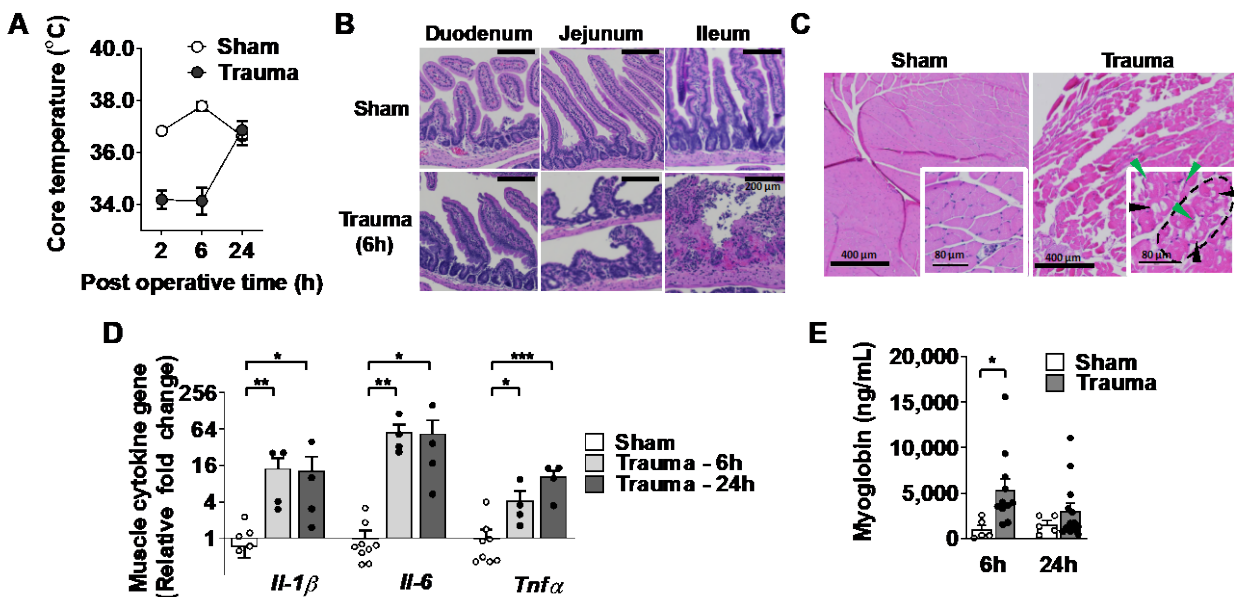 A
Core temperature (°C)
40.0
38.0
36.0
34.0
Sham
Trauma
2
6
24
Post operative time (h)
B
Duodenum
Jejunum
Ileum
Sham
Trauma
(6h)
200 μm
C
Sham
Trauma
400 μm
80 μm
400 μm
80 μm
D
Muscle cytokine gene
(Relative fold change)
256
64
16
4
1
*
**
*
**
***
*
Il-1β
Il-6
Tnfα
Sham
Trauma - 6h
Trauma - 24h
E
Myoglobin (ng/mL)
20,000
15,000
10,000
5,000
0
*
Sham
Trauma
6h
24h